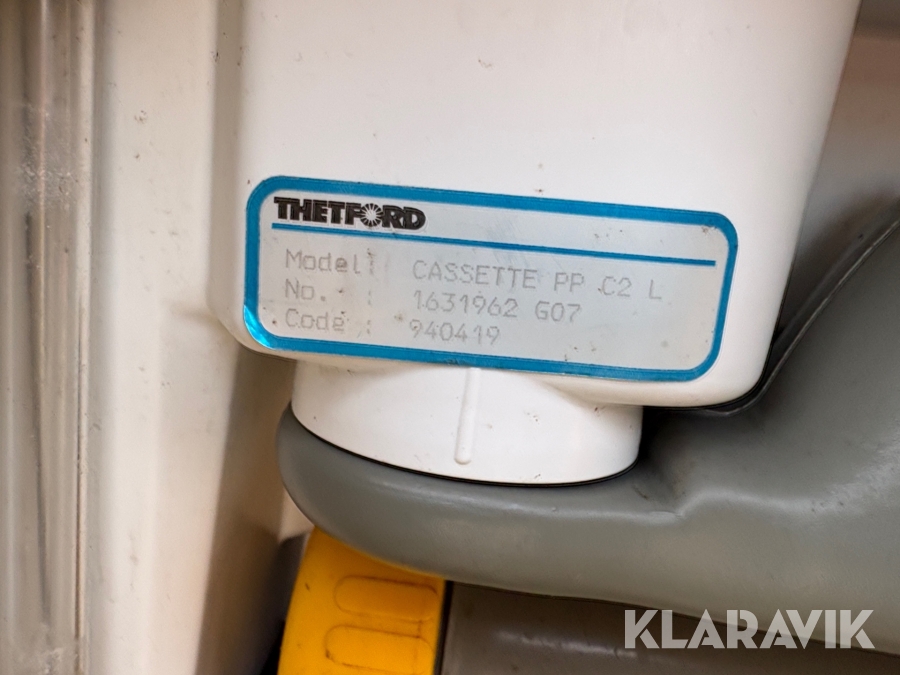 THETFORD
Model: CASSETTE PP C2 L
No. : 1631962 G07
Code : 940419
KLARAVIK